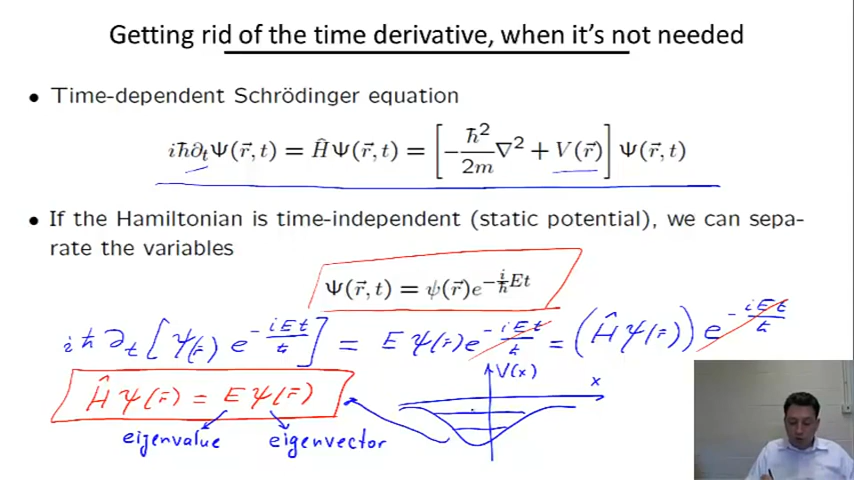 Getting rid of the time derivative, when it's not needed
• Time-dependent Schrödinger equation
iħ∂ₜΨ(r⃗, t) = ĤΨ(r⃗, t) = [−ħ²/2m ∇² + V(r⃗)] Ψ(r⃗, t)
• If the Hamiltonian is time-independent (static potential), we can sepa-
rate the variables
Ψ(r⃗, t) = ψ(r⃗)e^{−(i/ħ)Et}
iħ ∂ₜ[ψ(r̄) e^{−iEt/ħ}] = E ψ(r̄) e^{−iEt/ħ} = (Ĥψ(r̄)) e^{−iEt/ħ}
V(x)
x
Ĥψ(r̄) = Eψ(r̄)
eigenvalue eigenvector